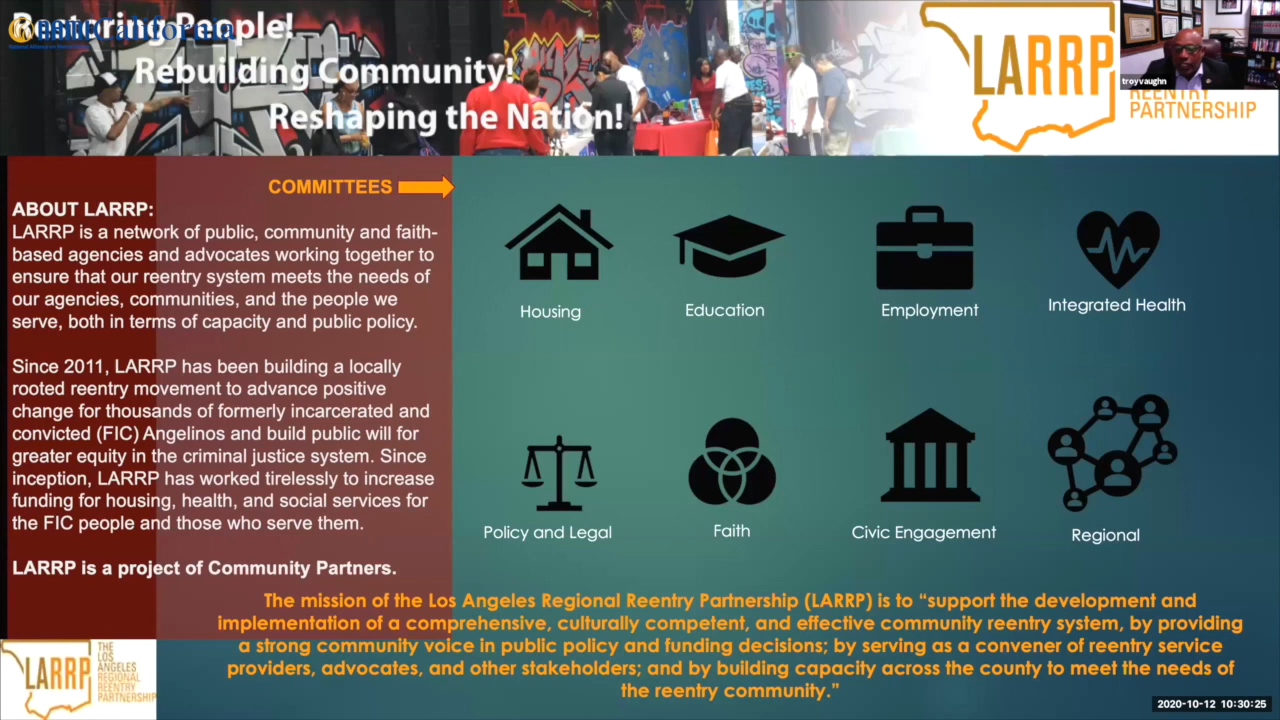 Restoring People!
Rebuilding Community!
Reshaping the Nation!
California
LARRP
REENTRY
PARTNERSHIP
troyvaughn
COMMITTEES
ABOUT LARRP:
LARRP is a network of public, community and faith-
based agencies and advocates working together to
ensure that our reentry system meets the needs of
our agencies, communities, and the people we
serve, both in terms of capacity and public policy.
Since 2011, LARRP has been building a locally
rooted reentry movement to advance positive
change for thousands of formerly incarcerated and
convicted (FIC) Angelinos and build public will for
greater equity in the criminal justice system. Since
inception, LARRP has worked tirelessly to increase
funding for housing, health, and social services for
the FIC people and those who serve them.
LARRP is a project of Community Partners.
Housing
Education
Employment
Integrated Health
Policy and Legal
Faith
Civic Engagement
Regional
The mission of the Los Angeles Regional Reentry Partnership (LARRP) is to “support the development and
implementation of a comprehensive, culturally competent, and effective community reentry system, by providing
a strong community voice in public policy and funding decisions; by serving as a convener of reentry service
providers, advocates, and other stakeholders; and by building capacity across the county to meet the needs of
the reentry community.”
LARRP
THE
LOS
ANGELES
REGIONAL
REENTRY
PARTNERSHIP
2020-10-12 10:30:25